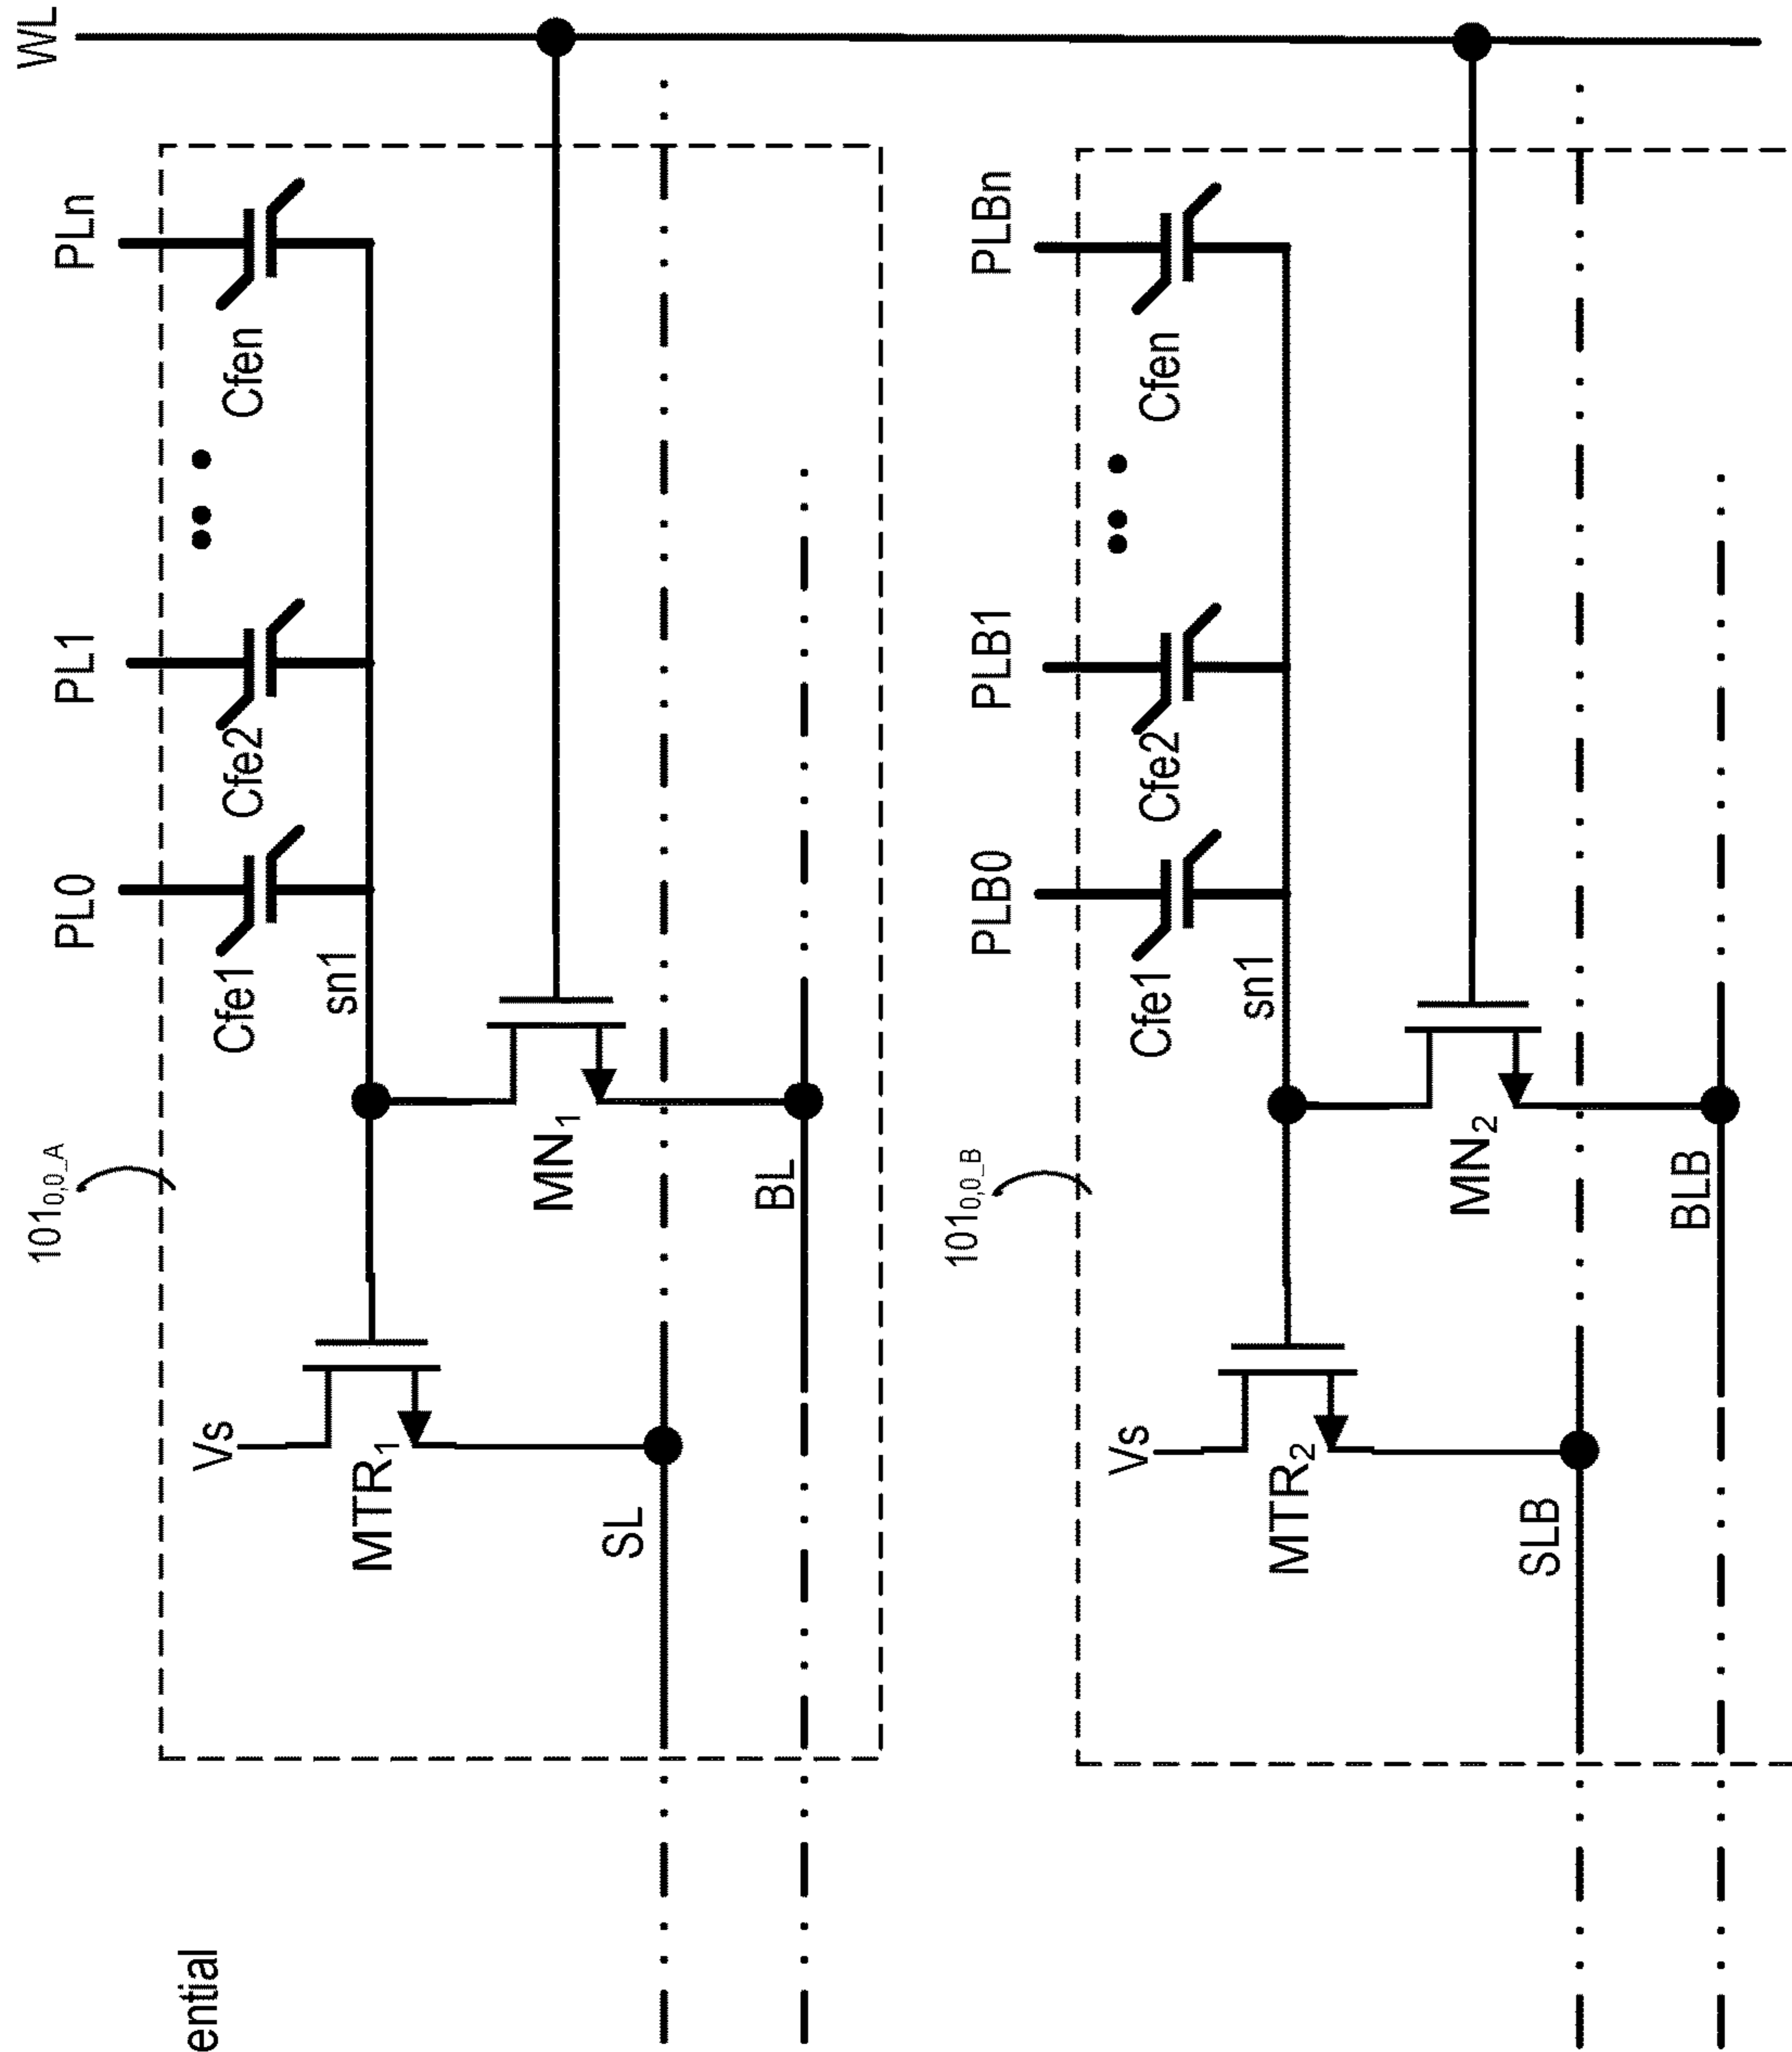 WL
101₀,₀_A
PL0
PL1
PLn
Cfe1
Cfe2
Cfen
sn1
Vs
MTR₁
MN₁
SL
BL
101₀,₀_B
PLB0
PLB1
PLBn
Cfe1
Cfe2
Cfen
sn1
Vs
MTR₂
MN₂
SLB
BLB
ential